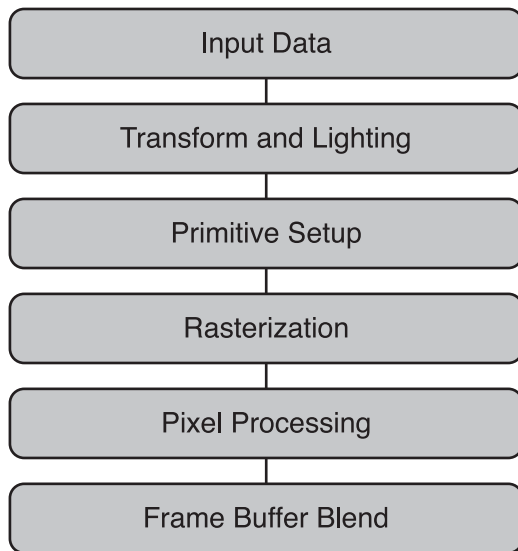 Input Data
Transform and Lighting
Primitive Setup
Rasterization
Pixel Processing
Frame Buffer Blend